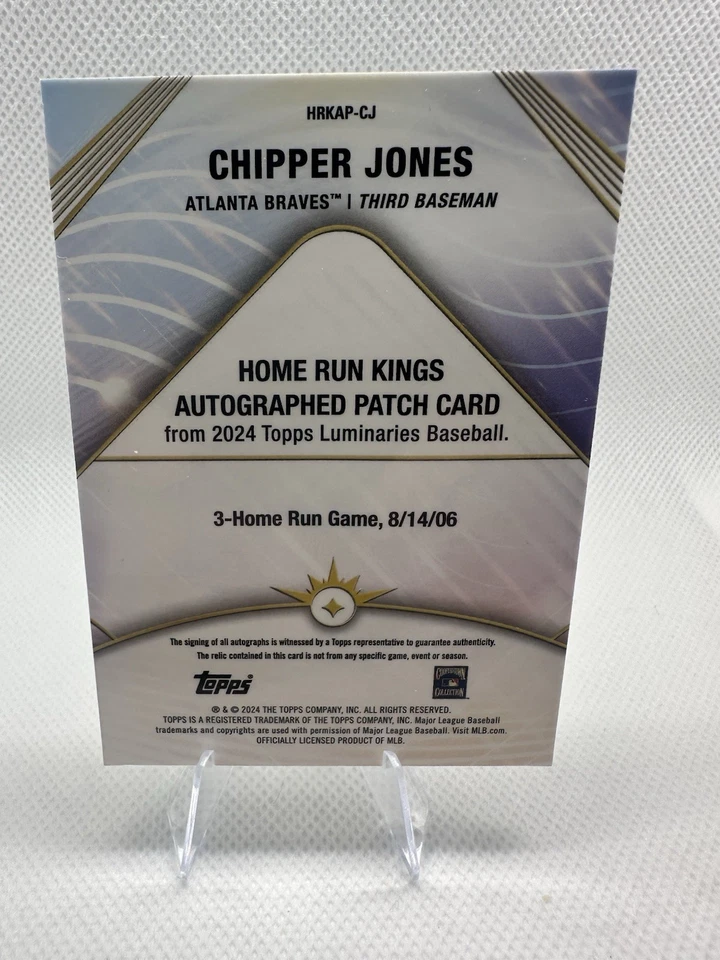 HRKAP-CJ
CHIPPER JONES
ATLANTA BRAVES™ | THIRD BASEMAN
HOME RUN KINGS
AUTOGRAPHED PATCH CARD
from 2024 Topps Luminaries Baseball.
3-Home Run Game, 8/14/06
The signing of all autographs is witnessed by a Topps representative to guarantee authenticity.
The relic contained in this card is not from any specific game, event or season.
topps
COOPERSTOWN
COLLECTION
® & © 2024 THE TOPPS COMPANY, INC. ALL RIGHTS RESERVED.
TOPPS IS A REGISTERED TRADEMARK OF THE TOPPS COMPANY, INC. Major League Baseball
trademarks and copyrights are used with permission of Major League Baseball. Visit MLB.com.
OFFICIALLY LICENSED PRODUCT OF MLB.